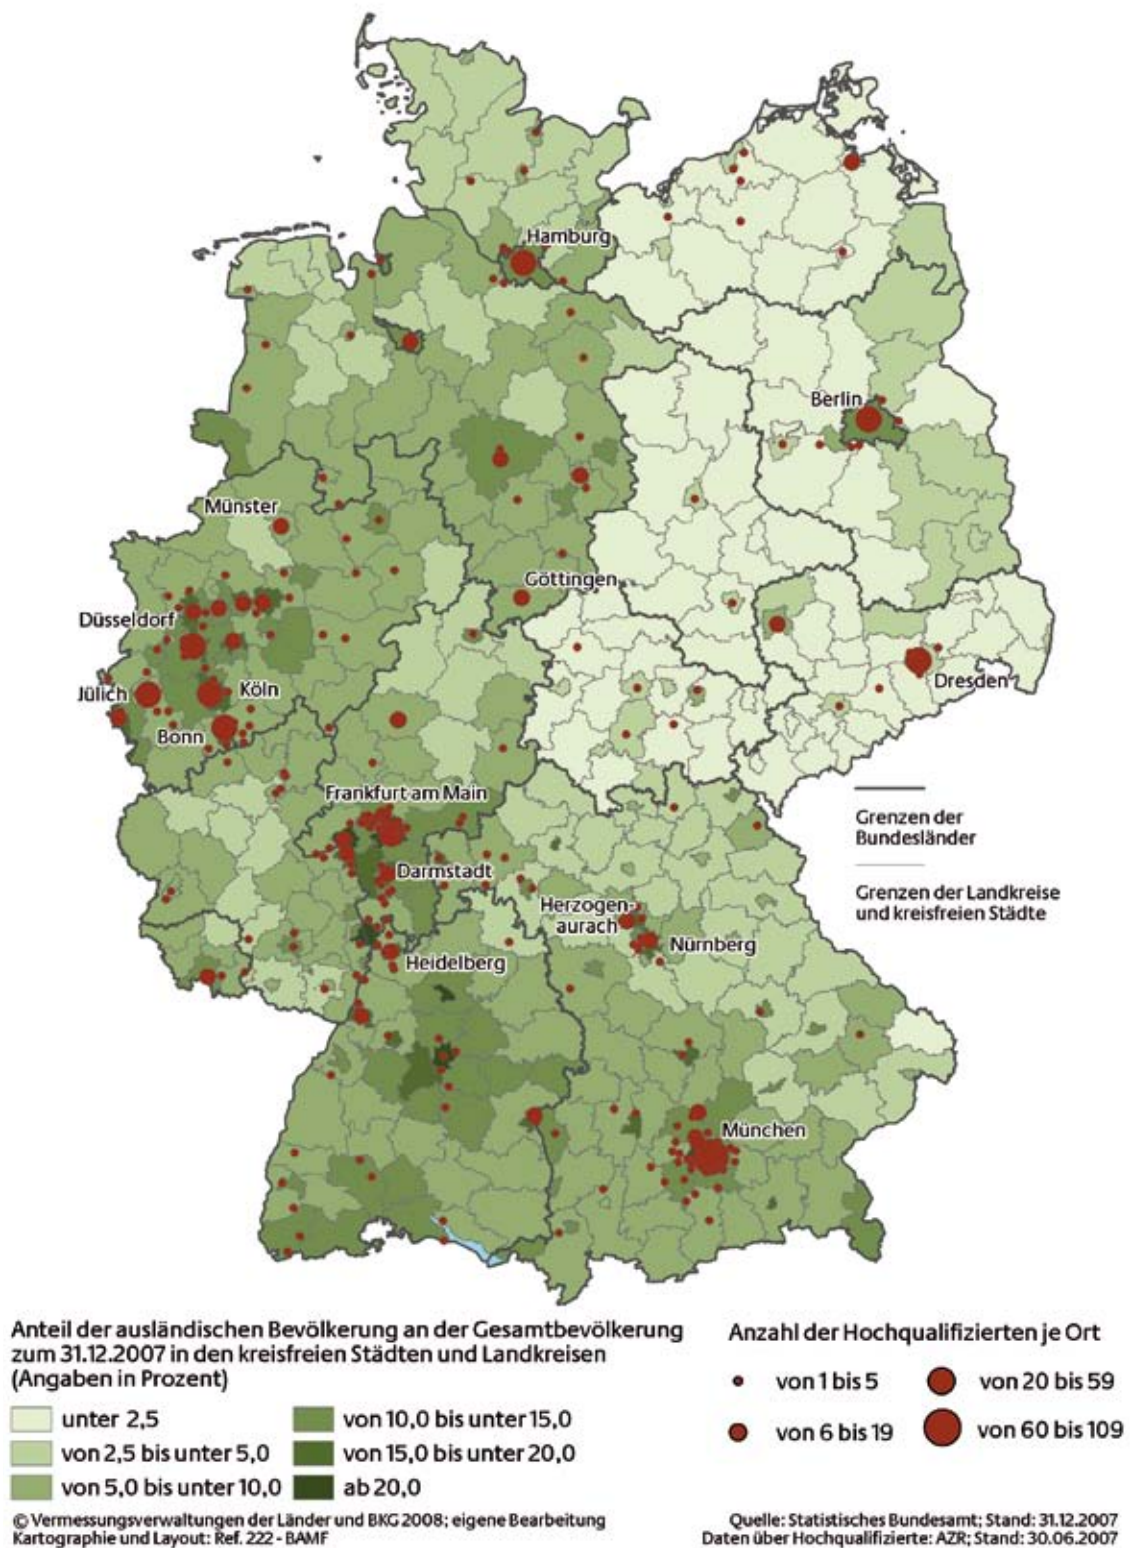 Hamburg
Berlin
Münster
Göttingen
Düsseldorf
Jülich
Köln
Dresden
Bonn
Frankfurt am Main
Grenzen der
Bundesländer
Darmstadt
Grenzen der Landkreise
und kreisfreien Städte
Herzogen-
aurach
Nürnberg
Heidelberg
München
Anteil der ausländischen Bevölkerung an der Gesamtbevölkerung
zum 31.12.2007 in den kreisfreien Städten und Landkreisen
(Angaben in Prozent)
unter 2,5
von 2,5 bis unter 5,0
von 5,0 bis unter 10,0
von 10,0 bis unter 15,0
von 15,0 bis unter 20,0
ab 20,0
Anzahl der Hochqualifizierten je Ort
von 1 bis 5
von 6 bis 19
von 20 bis 59
von 60 bis 109
© Vermessungsverwaltungen der Länder und BKG 2008; eigene Bearbeitung
Kartographie und Layout: Ref. 222 - BAMF
Quelle: Statistisches Bundesamt; Stand: 31.12.2007
Daten über Hochqualifizierte: AZR; Stand: 30.06.2007